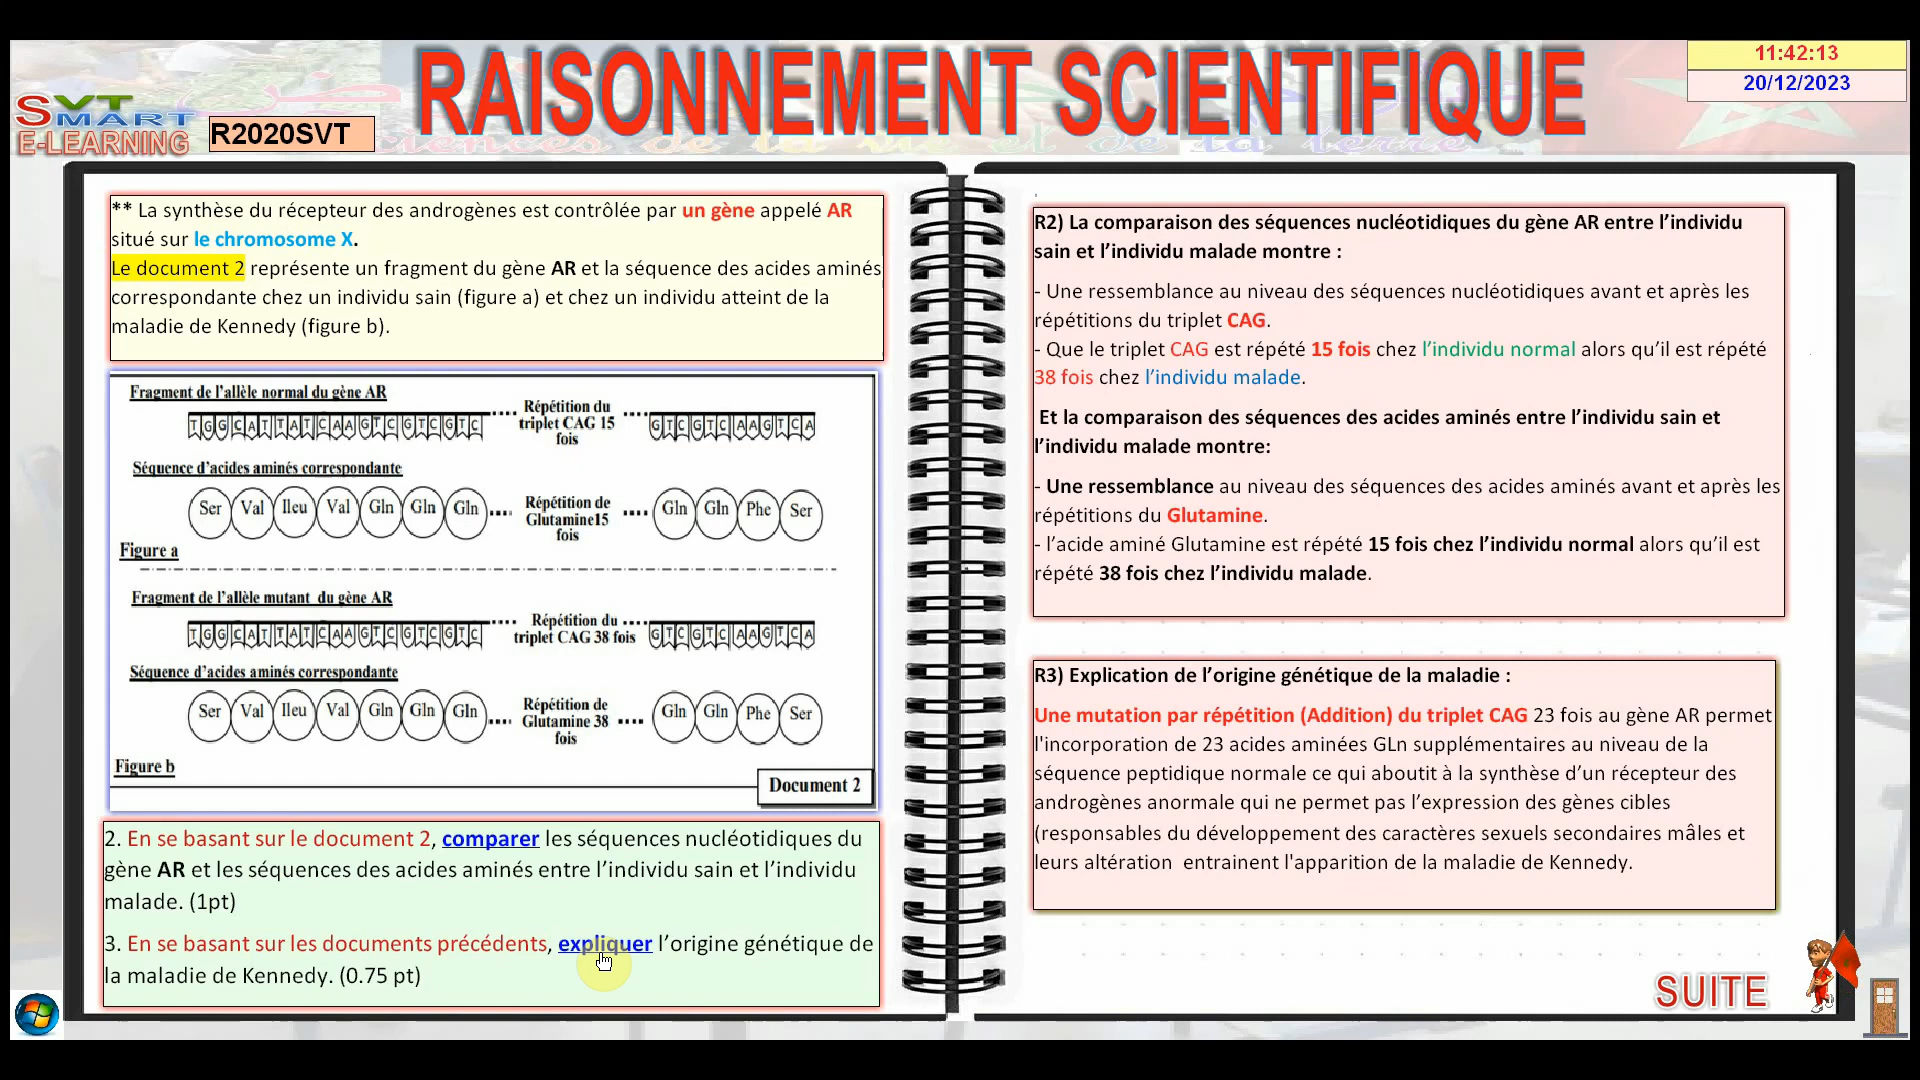 RAISONNEMENT SCIENTIFIQUE
11:42:13
20/12/2023
SVT
SMART
E-LEARNING
R2020SVT
** La synthèse du récepteur des androgènes est contrôlée par un gène appelé AR
situé sur le chromosome X.
Le document 2 représente un fragment du gène AR et la séquence des acides aminés
correspondante chez un individu sain (figure a) et chez un individu atteint de la
maladie de Kennedy (figure b).
Fragment de l'allèle normal du gène AR
TGGCATTATCAAGTCGTCGTC .... Répétition du triplet CAG 15 fois .... GTCGTCAAGTCA
Séquence d'acides aminés correspondante
Ser Val Ileu Val Gln Gln Gln .... Répétition de Glutamine15 fois .... Gln Gln Phe Ser
Figure a
Fragment de l'allèle mutant du gène AR
TGGCATTATCAAGTCGTCGTC .... Répétition du triplet CAG 38 fois .... GTCGTCAAGTCA
Séquence d'acides aminés correspondante
Ser Val Ileu Val Gln Gln Gln .... Répétition de Glutamine 38 fois .... Gln Gln Phe Ser
Figure b
Document 2
2. En se basant sur le document 2, comparer les séquences nucléotidiques du
gène AR et les séquences des acides aminés entre l'individu sain et l'individu
malade. (1pt)
3. En se basant sur les documents précédents, expliquer l'origine génétique de
la maladie de Kennedy. (0.75 pt)
R2) La comparaison des séquences nucléotidiques du gène AR entre l'individu
sain et l'individu malade montre :
- Une ressemblance au niveau des séquences nucléotidiques avant et après les
répétitions du triplet CAG.
- Que le triplet CAG est répété 15 fois chez l'individu normal alors qu'il est répété
38 fois chez l'individu malade.
Et la comparaison des séquences des acides aminés entre l'individu sain et
l'individu malade montre:
- Une ressemblance au niveau des séquences des acides aminés avant et après les
répétitions du Glutamine.
- l'acide aminé Glutamine est répété 15 fois chez l'individu normal alors qu'il est
répété 38 fois chez l'individu malade.
R3) Explication de l'origine génétique de la maladie :
Une mutation par répétition (Addition) du triplet CAG 23 fois au gène AR permet
l'incorporation de 23 acides aminées GLn supplémentaires au niveau de la
séquence peptidique normale ce qui aboutit à la synthèse d'un récepteur des
androgènes anormale qui ne permet pas l'expression des gènes cibles
(responsables du développement des caractères sexuels secondaires mâles et
leurs altération entrainent l'apparition de la maladie de Kennedy.
SUITE